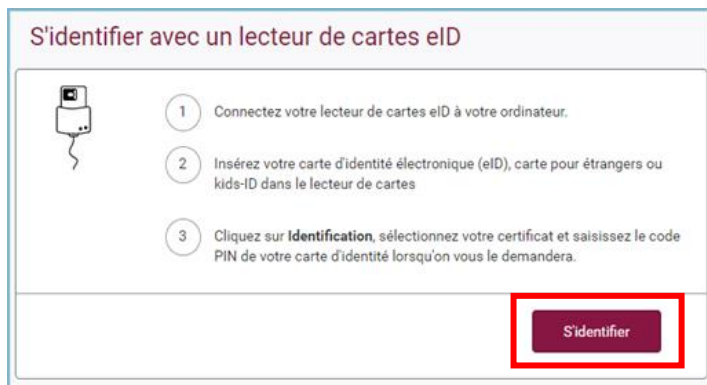 S'identifier avec un lecteur de cartes eID
1 Connectez votre lecteur de cartes eID à votre ordinateur.
2 Insérez votre carte d'identité électronique (eID), carte pour étrangers ou
kids-ID dans le lecteur de cartes
3 Cliquez sur Identification, sélectionnez votre certificat et saisissez le code
PIN de votre carte d'identité lorsqu'on vous le demandera.
S'identifier